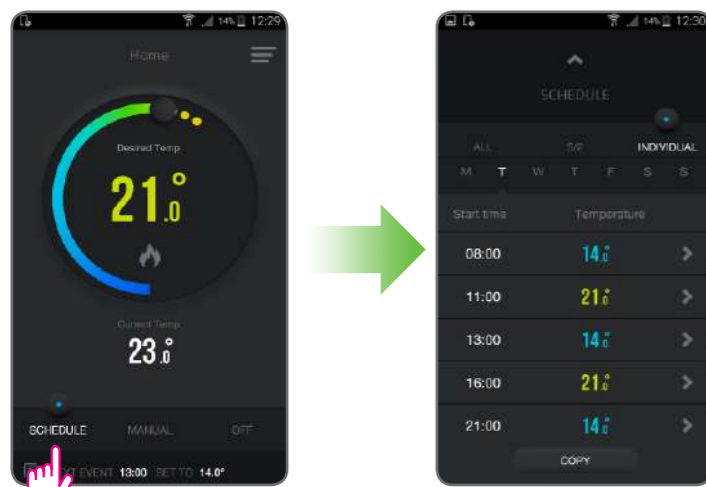 14% 12:29
Home
Desired Temp
21.0°
Current Temp
23.0°
SCHEDULE MANUAL OFF
EXT EVENT 13:00 SET TO 14.0°
14% 12:30
SCHEDULE
ALL 5/2 INDIVIDUAL
M T W T F S S
Start time Temperature
08:00 14.0°
11:00 21.0°
13:00 14.0°
16:00 21.0°
21:00 14.0°
COPY